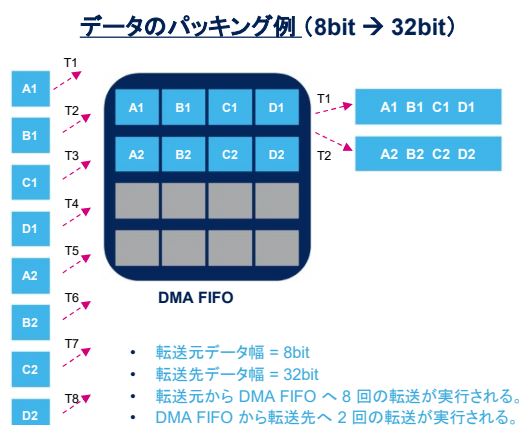 データのパッキング例 (8bit → 32bit)
T1
A1
T2
B1
T3
C1
T4
D1
T5
A2
T6
B2
T7
C2
T8
D2
A1 B1 C1 D1
A2 B2 C2 D2
DMA FIFO
T1
A1 B1 C1 D1
T2
A2 B2 C2 D2
• 転送元データ幅 = 8bit
• 転送先データ幅 = 32bit
• 転送元から DMA FIFO へ 8 回の転送が実行される。
• DMA FIFO から転送先へ 2 回の転送が実行される。